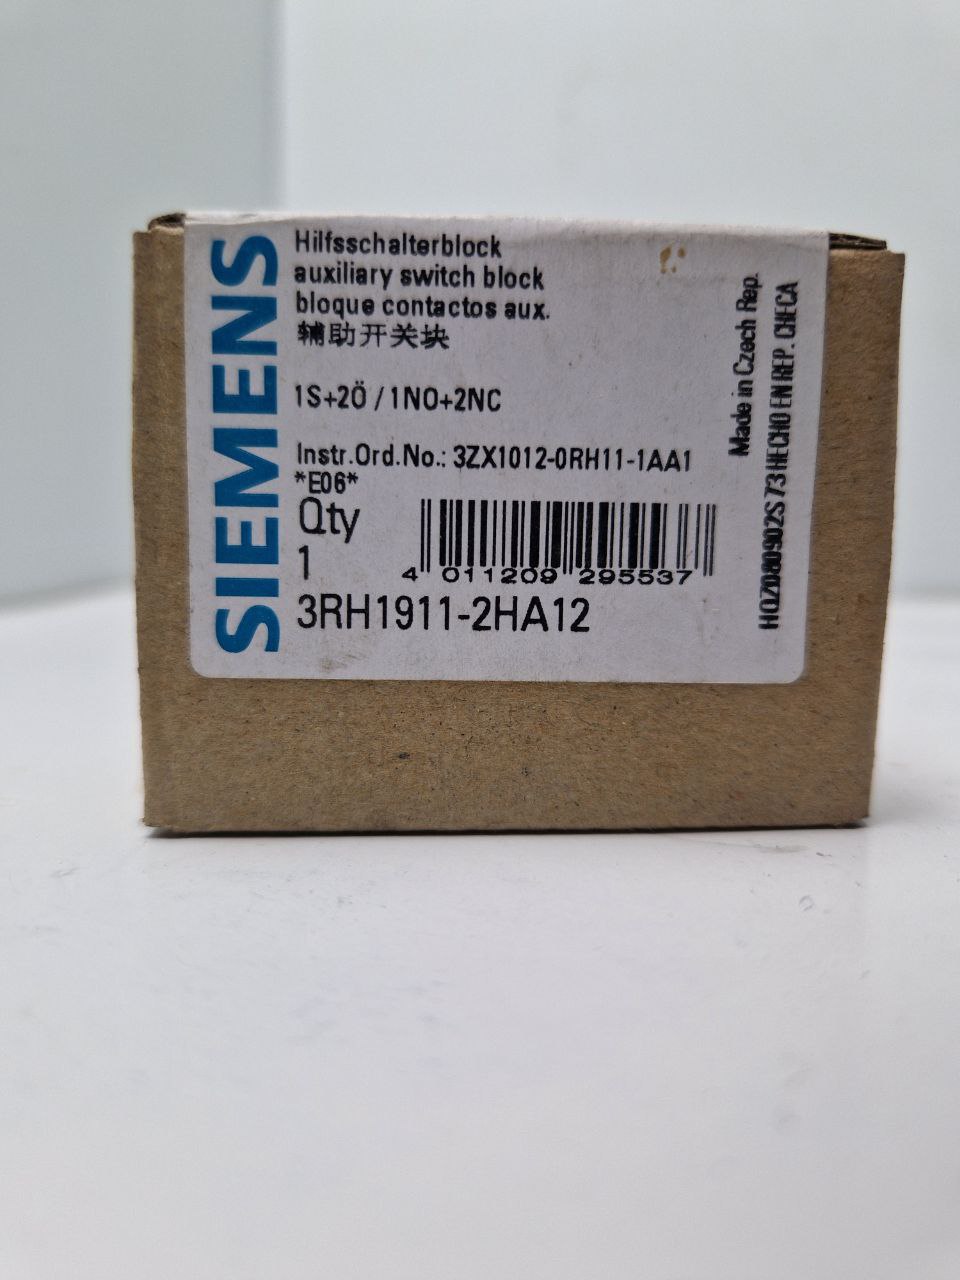 SIEMENS
Hilfsschalterblock
auxiliary switch block
bloque contactos aux.
辅助开关块
1S+2Ö / 1NO+2NC
Instr.Ord.No.: 3ZX1012-0RH11-1AA1
*E06*
Qty
1
4 011209 295537
3RH1911-2HA12
Made in Czech Rep.
HQZ080902S 73 HECHO EN REP. CHECA